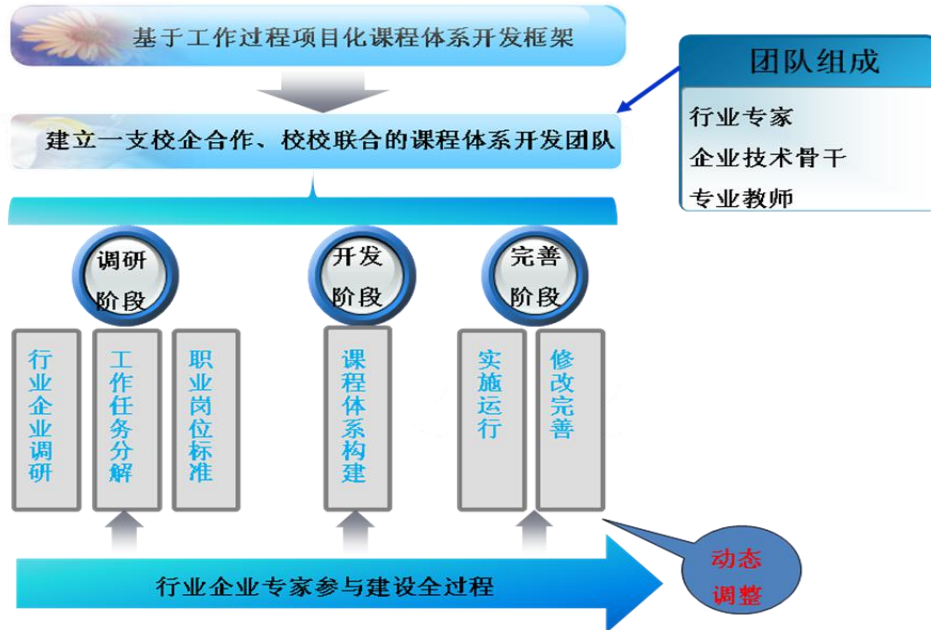 基于工作过程项目化课程体系开发框架
团队组成
行业专家
企业技术骨干
专业教师
建立一支校企合作、校校联合的课程体系开发团队
调研
阶段
开发
阶段
完善
阶段
行业企业调研
工作任务分解
职业岗位标准
课程体系构建
实施运行
修改完善
行业企业专家参与建设全过程
动态
调整